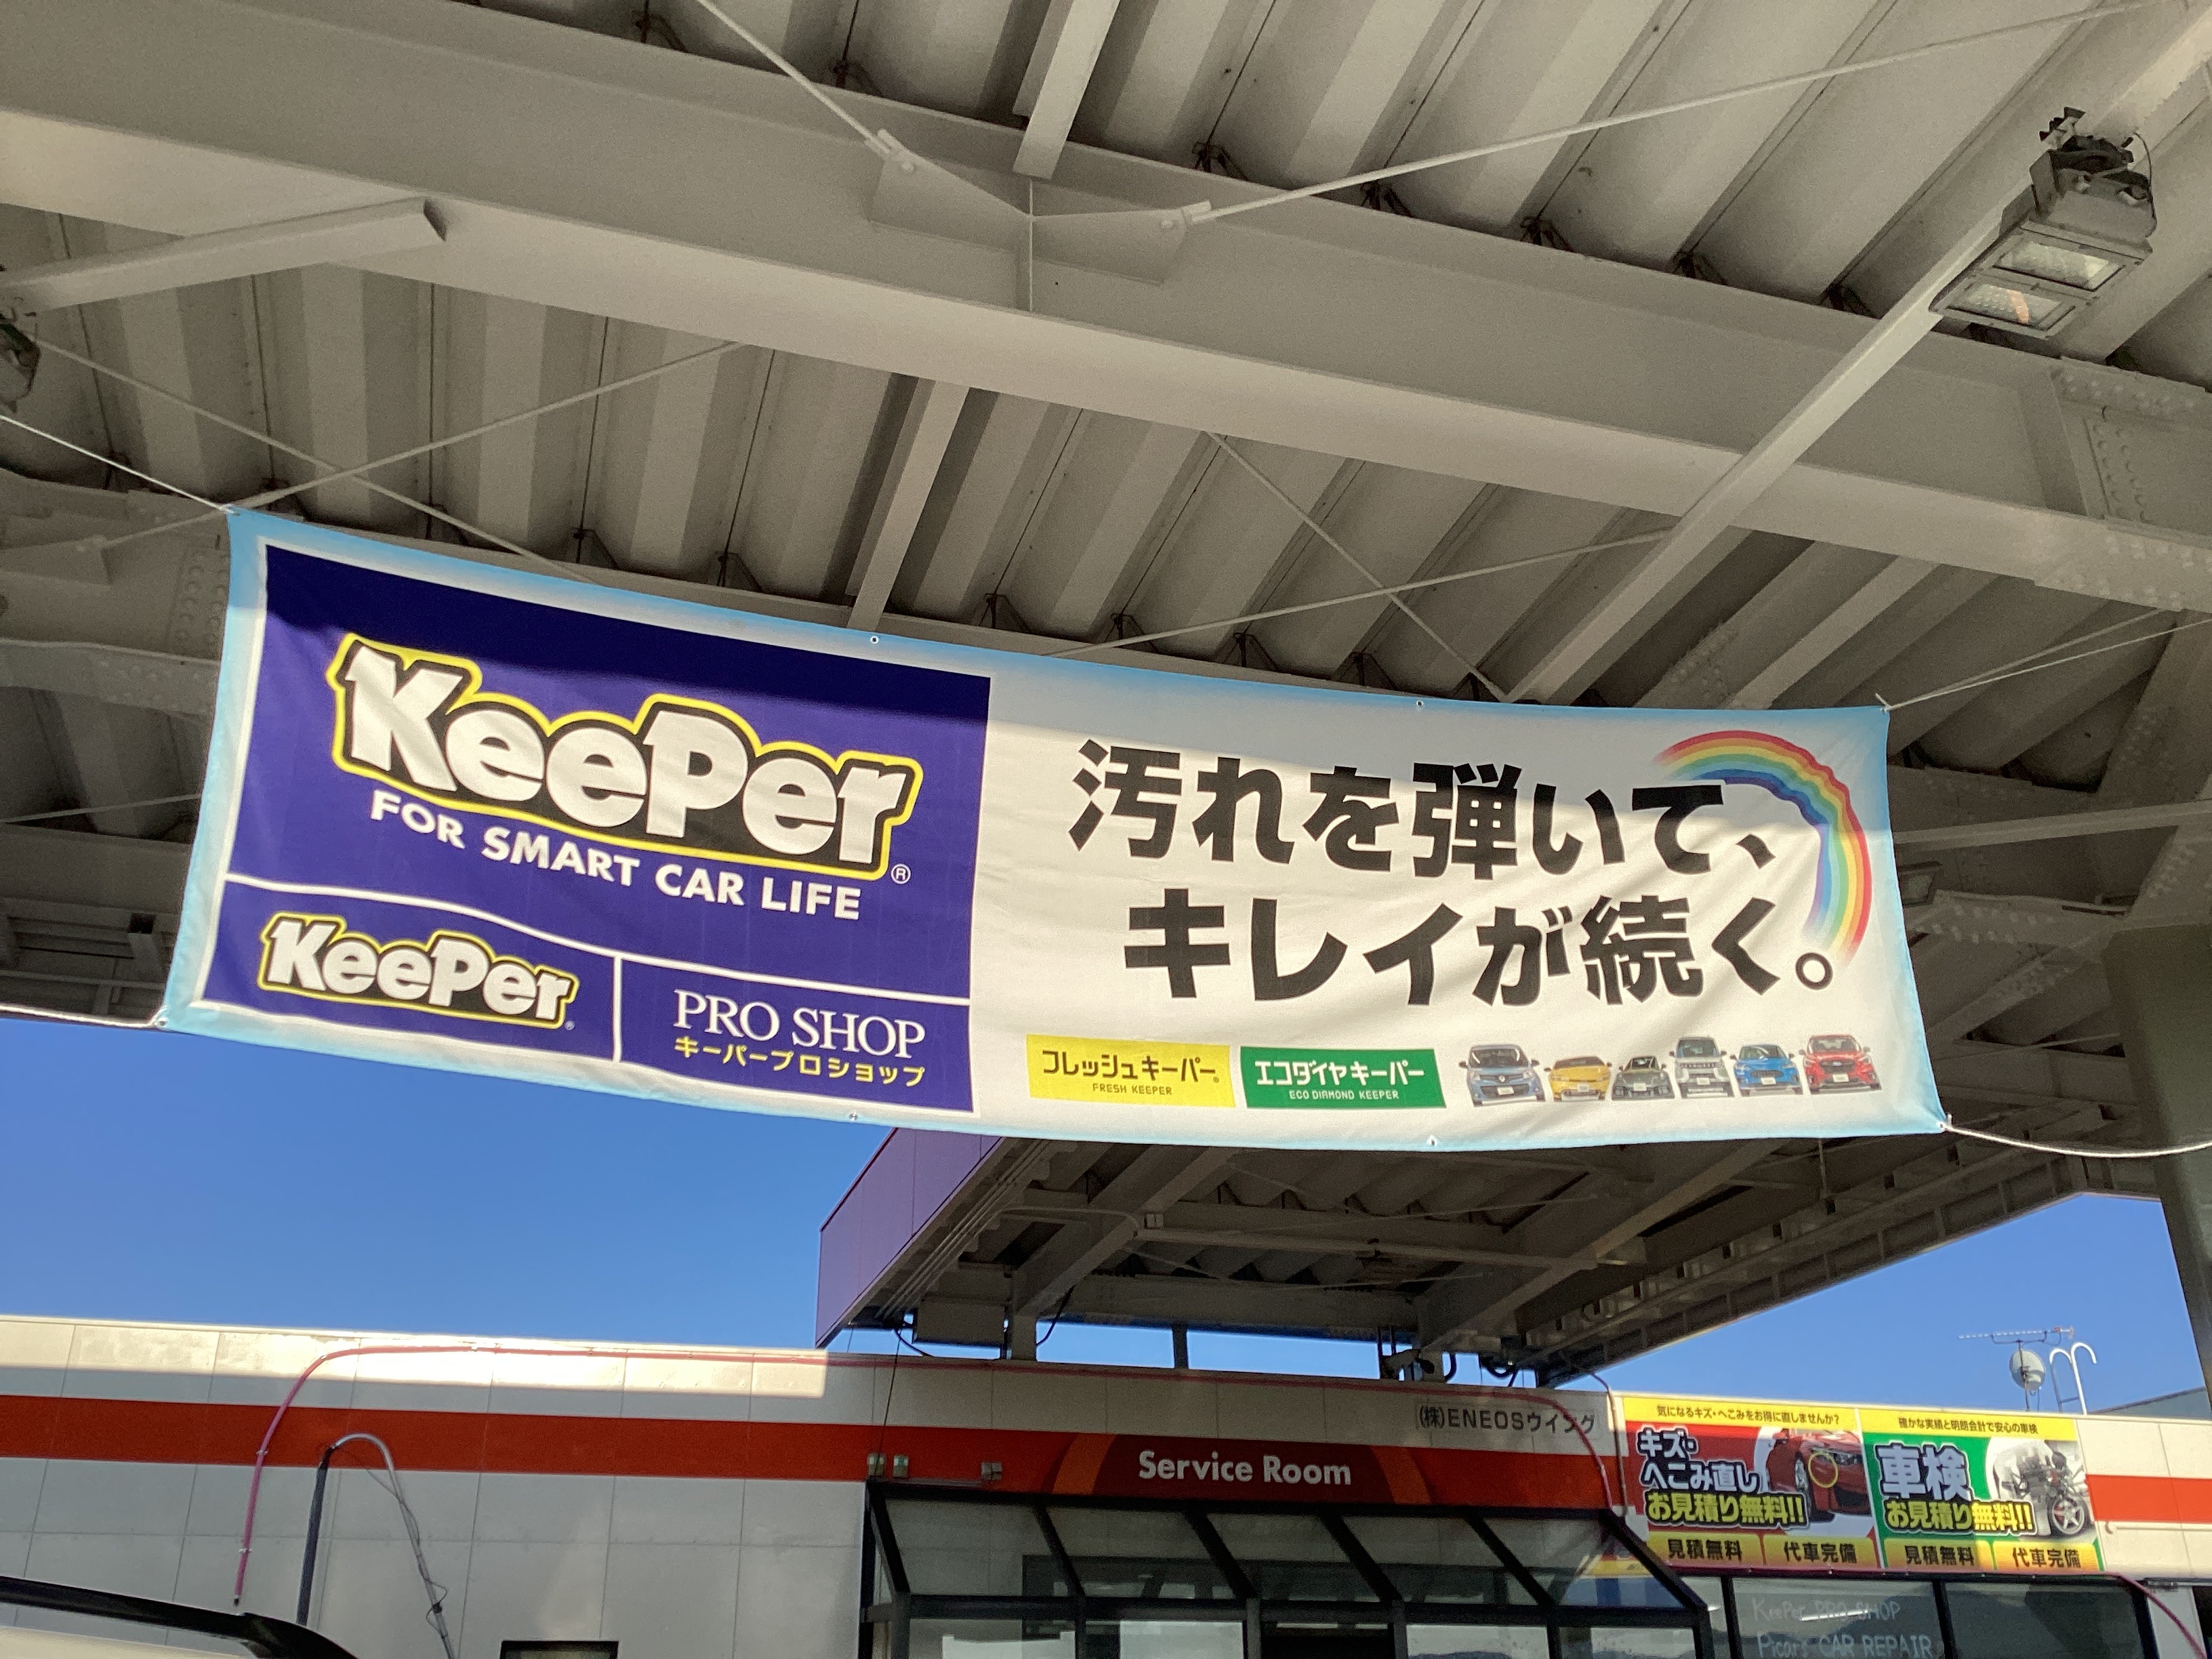 KeePer®
FOR SMART CAR LIFE
KeePer®
PRO SHOP
キーパープロショップ
汚れを弾いて、
キレイが続く。
フレッシュキーパー®
FRESH KEEPER
エコダイヤキーパー
ECO DIAMOND KEEPER
(株)ENEOSウイング
Service Room
気になるキズ・へこみをお得に直しませんか?
キズ・
へこみ直し
お見積り無料!!
見積無料
代車完備
確かな実績と明朗会計で安心の車検
車検
お見積り無料!!
見積無料
代車完備
KeePer PRO SHOP
Picars CAR REPAIR